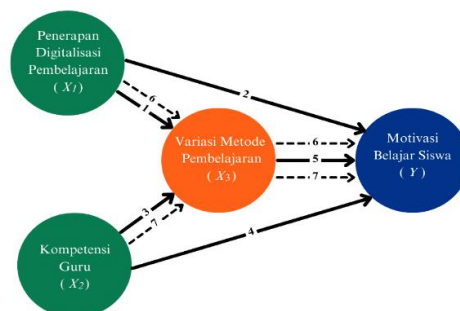 Penerapan
Digitalisasi
Pembelajaran
( X1)
6
1
2
Variasi Metode
Pembelajaran
( X3)
6
5
7
Motivasi
Belajar Siswa
( Y )
3
7
4
Kompetensi
Guru
( X2)